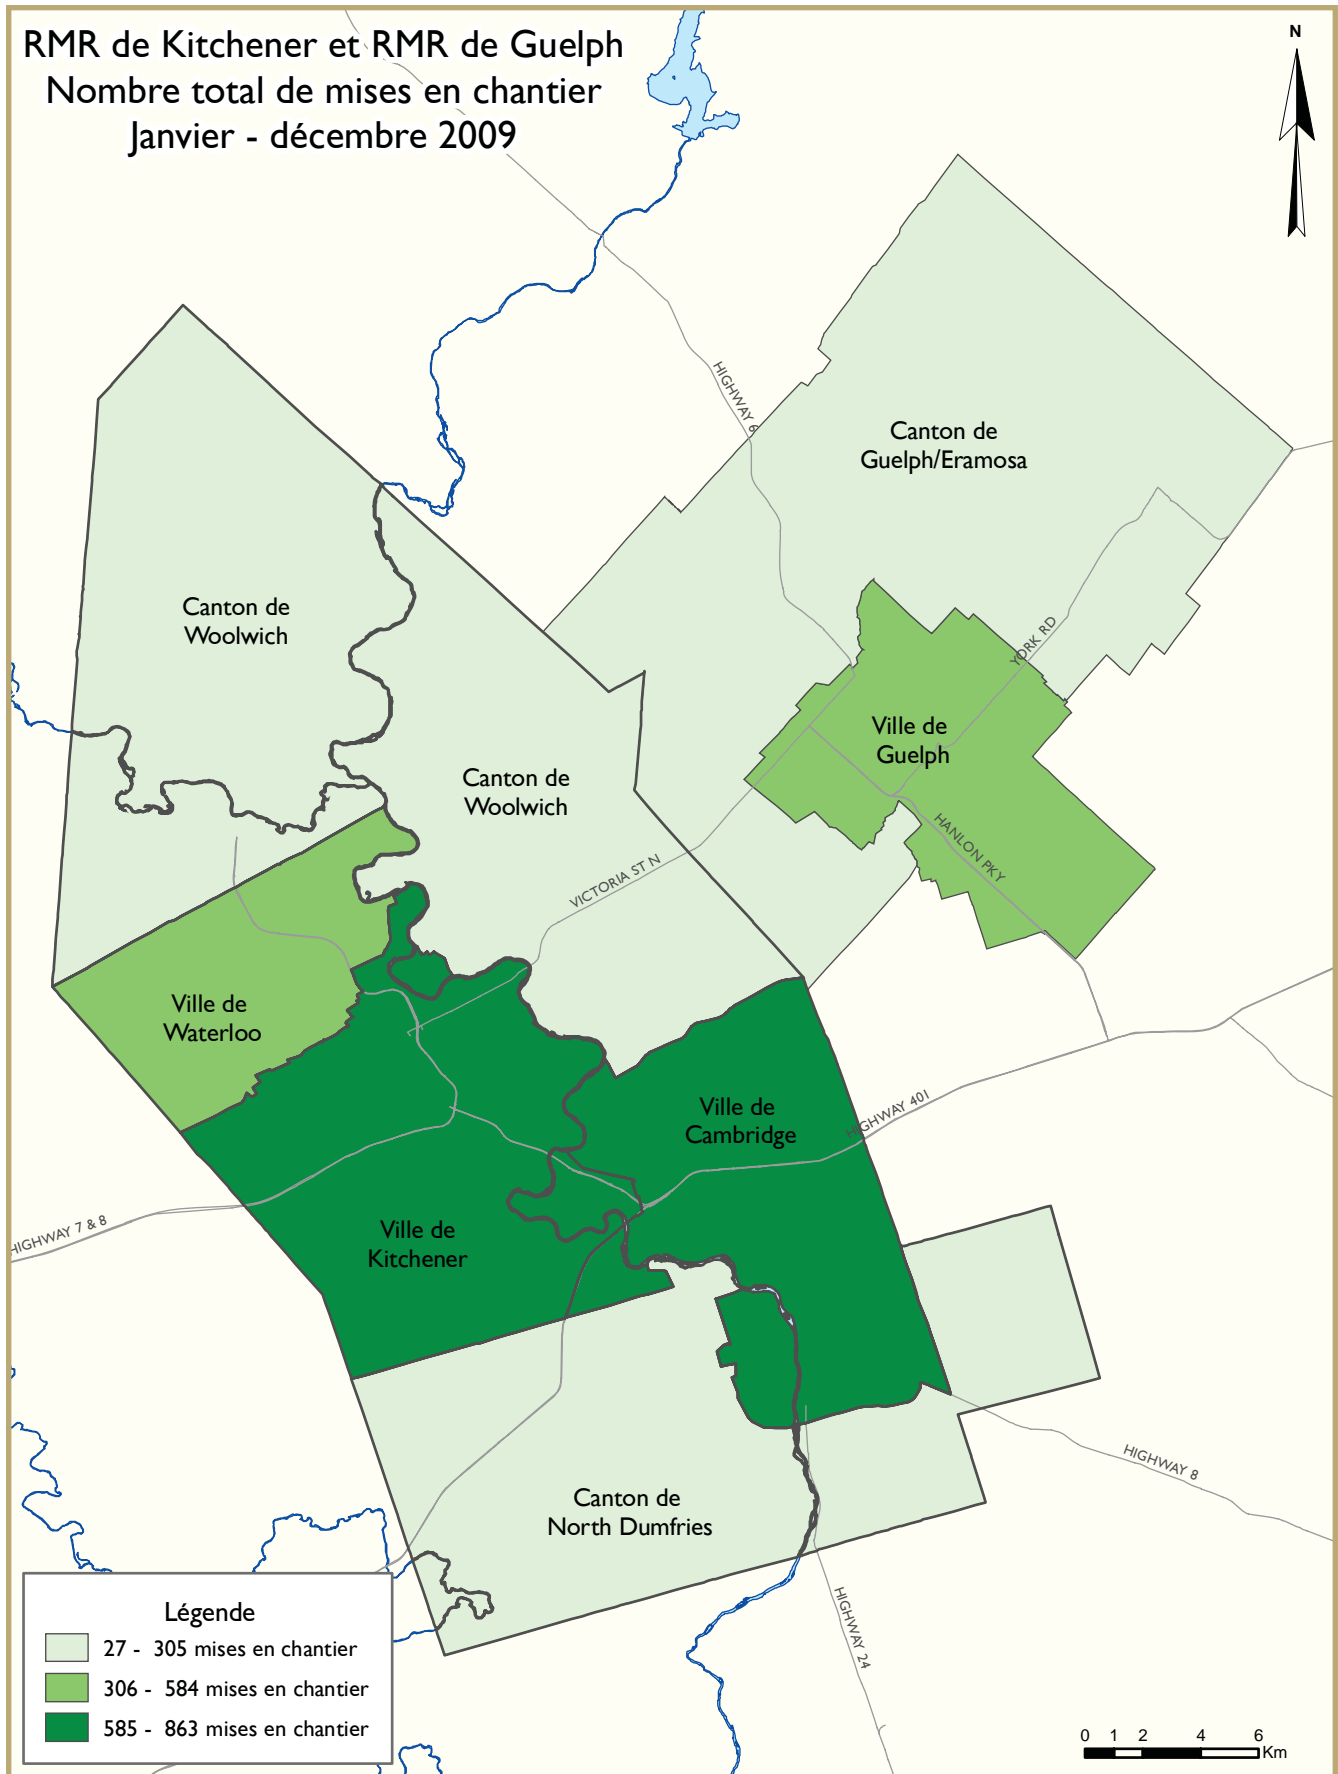 RMR de Kitchener et RMR de Guelph
Nombre total de mises en chantier
Janvier - décembre 2009
N
HIGHWAY 6
Canton de
Guelph/Eramosa
Canton de
Woolwich
YORK RD
Ville de
Guelph
Canton de
Woolwich
HANLON PKY
VICTORIA ST N
Ville de
Waterloo
Ville de
Cambridge
HIGHWAY 401
HIGHWAY 7 & 8
Ville de
Kitchener
HIGHWAY 8
Canton de
North Dumfries
HIGHWAY 24
Légende
27 - 305 mises en chantier
306 - 584 mises en chantier
585 - 863 mises en chantier
0 1 2 4 6
Km